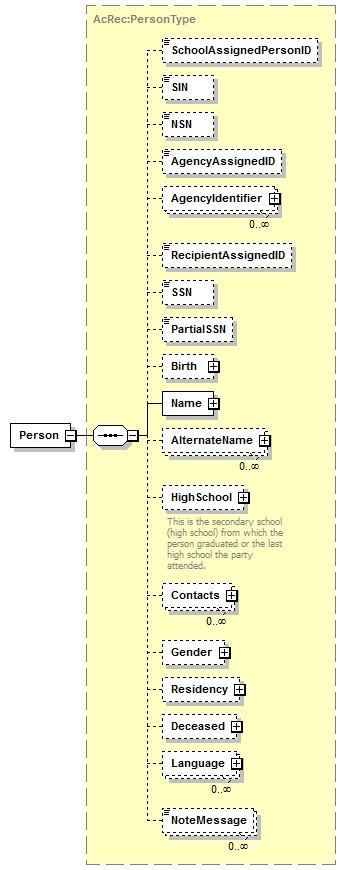 AcRec:PersonType
SchoolAssignedPersonID
SIN
NSN
AgencyAssignedID
AgencyIdentifier
0..∞
RecipientAssignedID
SSN
PartialSSN
Birth
Name
Person
AlternateName
0..∞
HighSchool
This is the secondary school
(high school) from which the
person graduated or the last
high school the party
attended.
Contacts
0..∞
Gender
Residency
Deceased
Language
0..∞
NoteMessage
0..∞